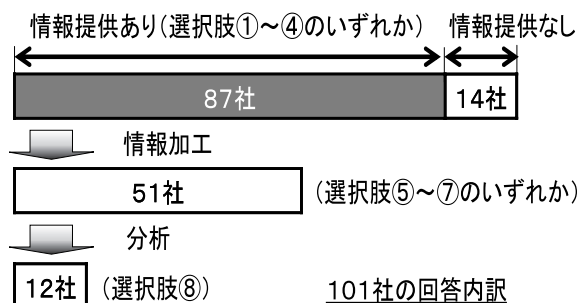 情報提供あり(選択肢①～④のいずれか) 情報提供なし
87社 14社
情報加工
51社 (選択肢⑤～⑦のいずれか)
分析
12社 (選択肢⑧) 101社の回答内訳